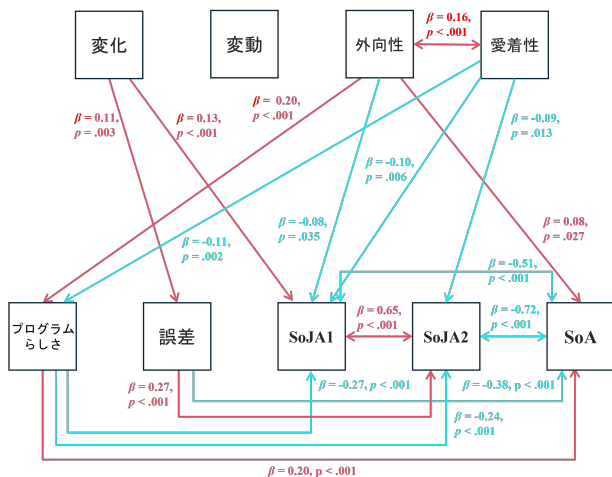 変化
変動
外向性
愛着性
β = 0.16,
p < .001
β = 0.11,
p = .003
β = 0.13,
p < .001
β = 0.20,
p < .001
β = -0.09,
p = .013
β = -0.10,
p = .006
β = -0.08,
p = .035
β = 0.08,
p = .027
β = -0.11,
p = .002
β = -0.51,
p < .001
プログラム
らしさ
誤差
SoJA1
β = 0.65,
p < .001
SoJA2
β = -0.72,
p < .001
SoA
β = 0.27,
p < .001
β = -0.27, p < .001
β = -0.38, p < .001
β = -0.24,
p < .001
β = 0.20, p < .001